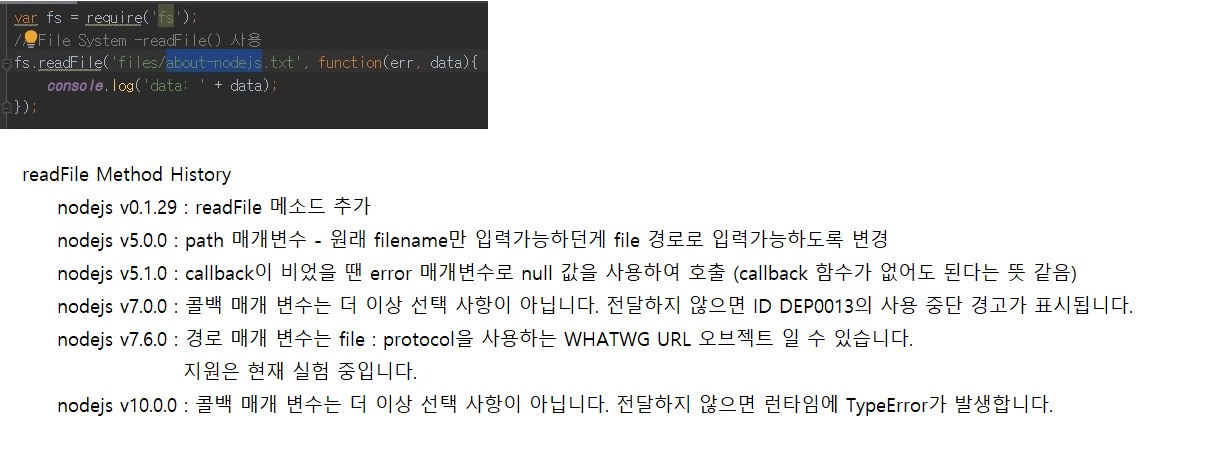 var fs = require('fs');
// File System -readFile() 사용
fs.readFile('files/about-nodejs.txt', function(err, data){
console.log('data: ' + data);
});
readFile Method History
nodejs v0.1.29 : readFile 메소드 추가
nodejs v5.0.0 : path 매개변수 - 원래 filename만 입력가능하던게 file 경로로 입력가능하도록 변경
nodejs v5.1.0 : callback이 비었을 땐 error 매개변수로 null 값을 사용하여 호출 (callback 함수가 없어도 된다는 뜻 같음)
nodejs v7.0.0 : 콜백 매개 변수는 더 이상 선택 사항이 아닙니다. 전달하지 않으면 ID DEP0013의 사용 중단 경고가 표시됩니다.
nodejs v7.6.0 : 경로 매개 변수는 file : protocol을 사용하는 WHATWG URL 오브젝트 일 수 있습니다.
지원은 현재 실험 중입니다.
nodejs v10.0.0 : 콜백 매개 변수는 더 이상 선택 사항이 아닙니다. 전달하지 않으면 런타임에 TypeError가 발생합니다.